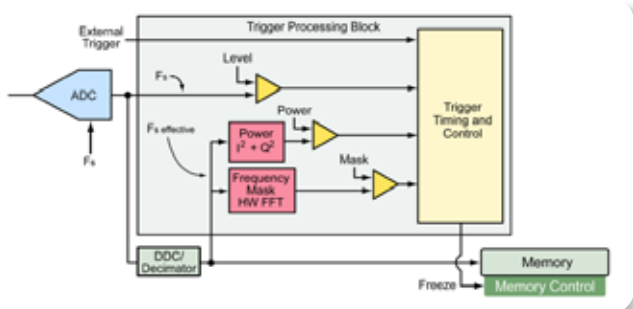 Trigger Processing Block
External
Trigger
Level
Fs
ADC
Fs
Fs effective
Power
Power
I² + Q²
Mask
Frequency
Mask
HW FFT
Trigger
Timing and
Control
DDC/
Decimator
Memory
Freeze
Memory Control